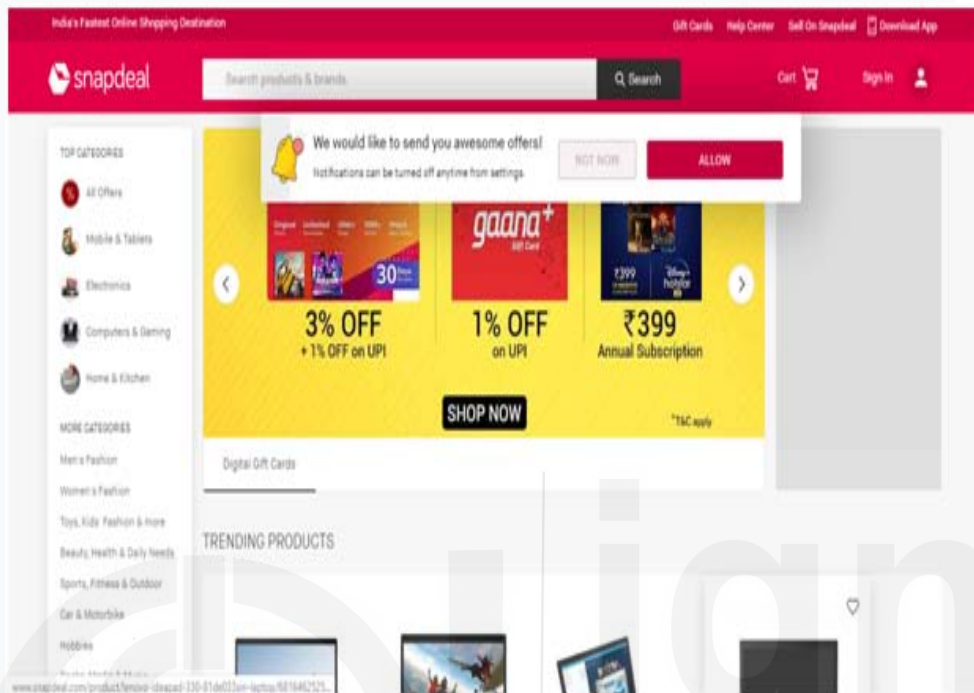 India's Fastest Online Shopping Destination
Gift Cards Help Center Sell On Snapdeal Download App
snapdeal
Search products & brands
Search
Cart
Sign In
We would like to send you awesome offers!
Notifications can be turned off anytime from settings.
NOT NOW
ALLOW
TOP CATEGORIES
All Offers
Mobile & Tablets
Electronics
Computers & Gaming
Home & Kitchen
MORE CATEGORIES
Men's Fashion
Women's Fashion
Toys, Kids' Fashion & more
Beauty, Health & Daily Needs
Sports, Fitness & Outdoor
Car & Motorbike
Hobbies
30
3% OFF
+ 1% OFF on UPI
gaana+
Gift Card
1% OFF
on UPI
₹399
Disney+
hotstar
₹399
Annual Subscription
SHOP NOW
*T&C apply
Digital Gift Cards
TRENDING PRODUCTS